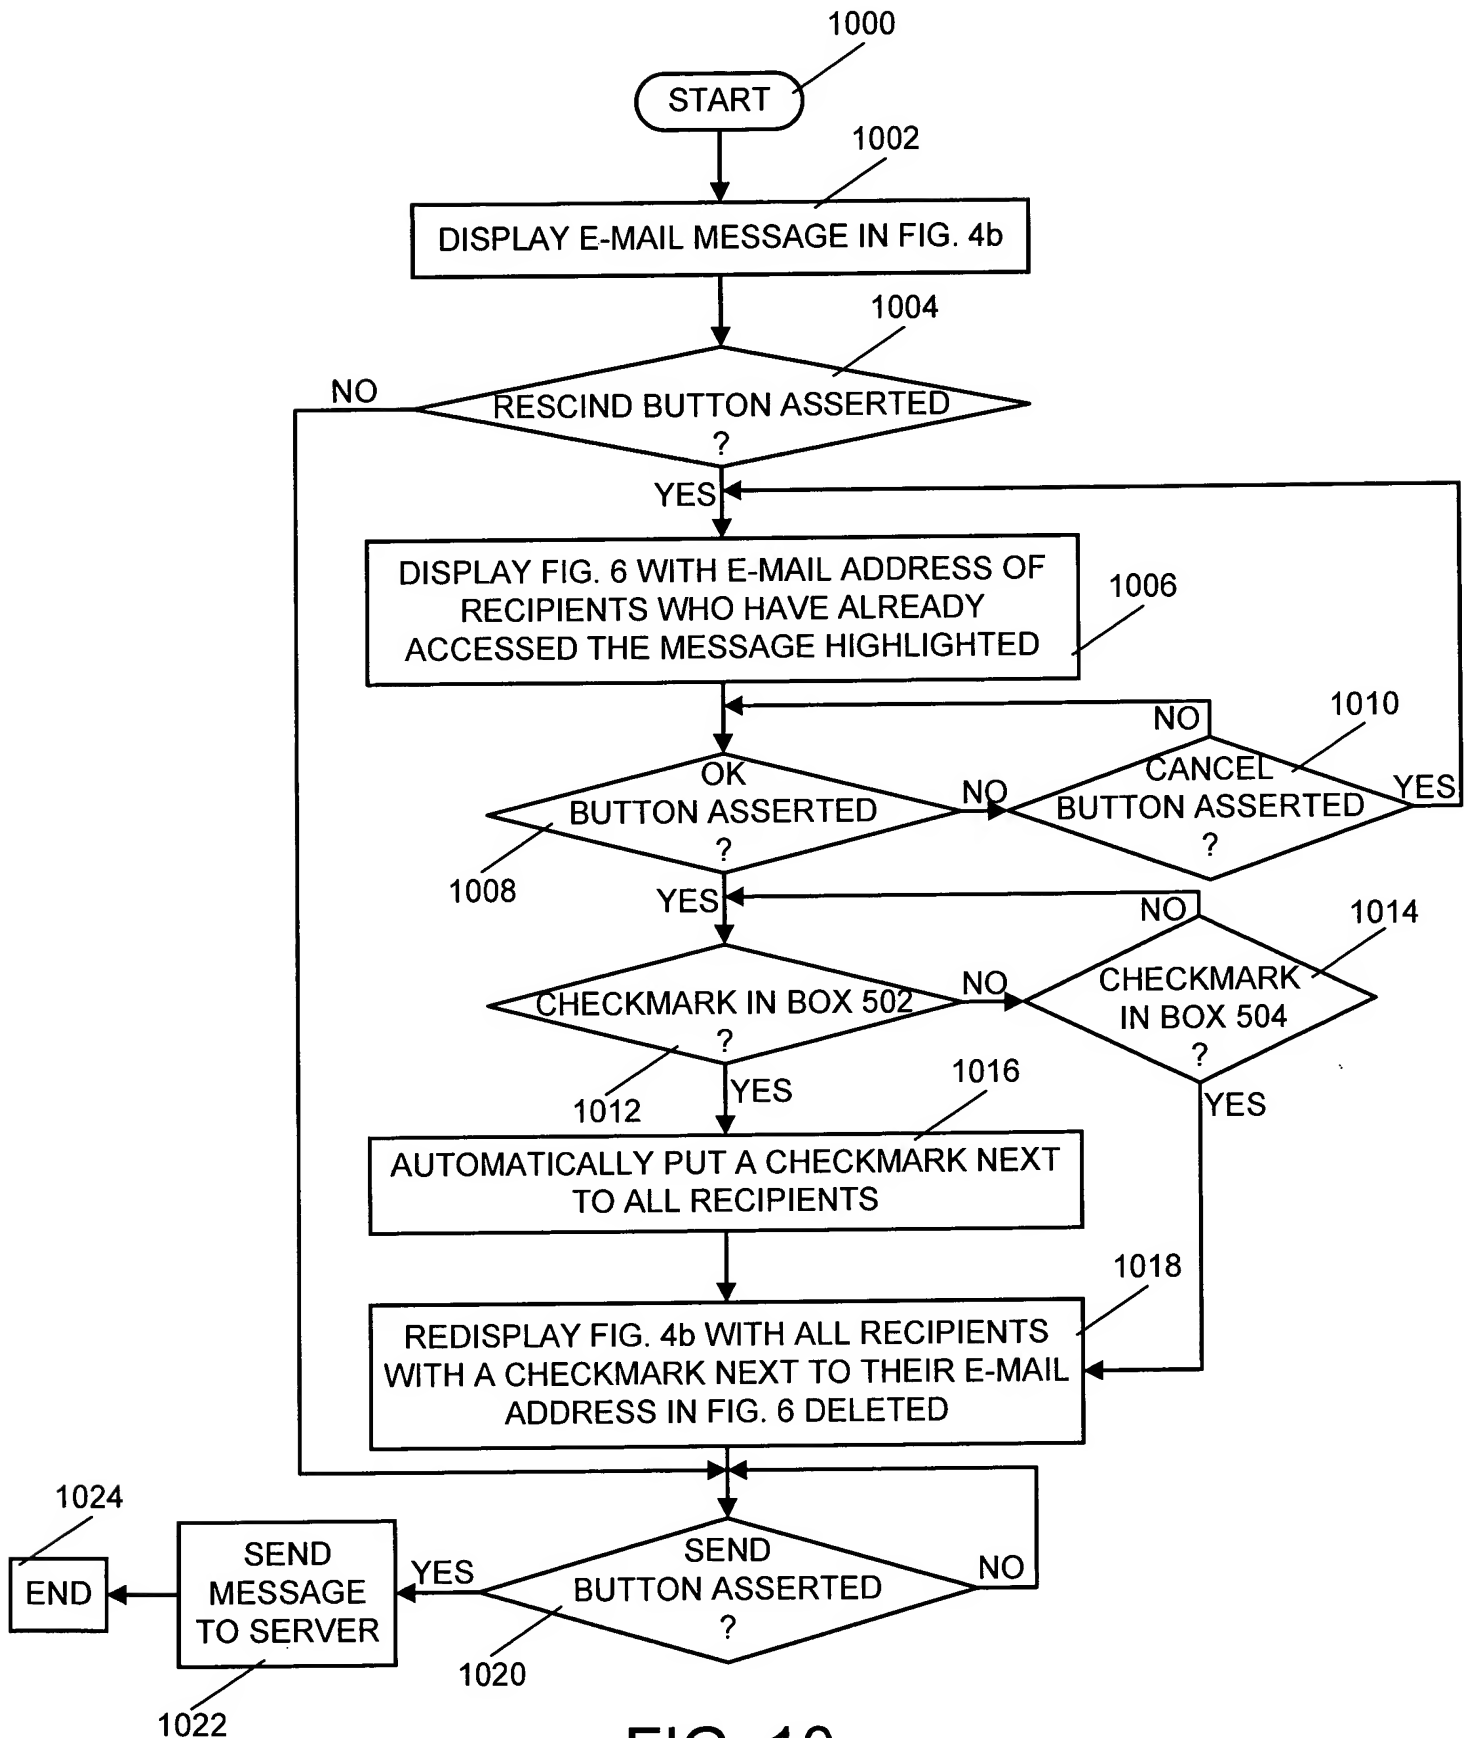 1000
START
1002
DISPLAY E-MAIL MESSAGE IN FIG. 4b
1004
NO
RESCIND BUTTON ASSERTED
?
YES
DISPLAY FIG. 6 WITH E-MAIL ADDRESS OF
RECIPIENTS WHO HAVE ALREADY
ACCESSED THE MESSAGE HIGHLIGHTED
1006
NO
1010
OK
BUTTON ASSERTED
?
NO
CANCEL
BUTTON ASSERTED
?
YES
1008
YES
NO
1014
CHECKMARK IN BOX 502
?
NO
CHECKMARK
IN BOX 504
?
1012
YES
1016
YES
AUTOMATICALLY PUT A CHECKMARK NEXT
TO ALL RECIPIENTS
1018
REDISPLAY FIG. 4b WITH ALL RECIPIENTS
WITH A CHECKMARK NEXT TO THEIR E-MAIL
ADDRESS IN FIG. 6 DELETED
1024
END
SEND
MESSAGE
TO SERVER
YES
SEND
BUTTON ASSERTED
?
NO
1020
1022
FIG. 10